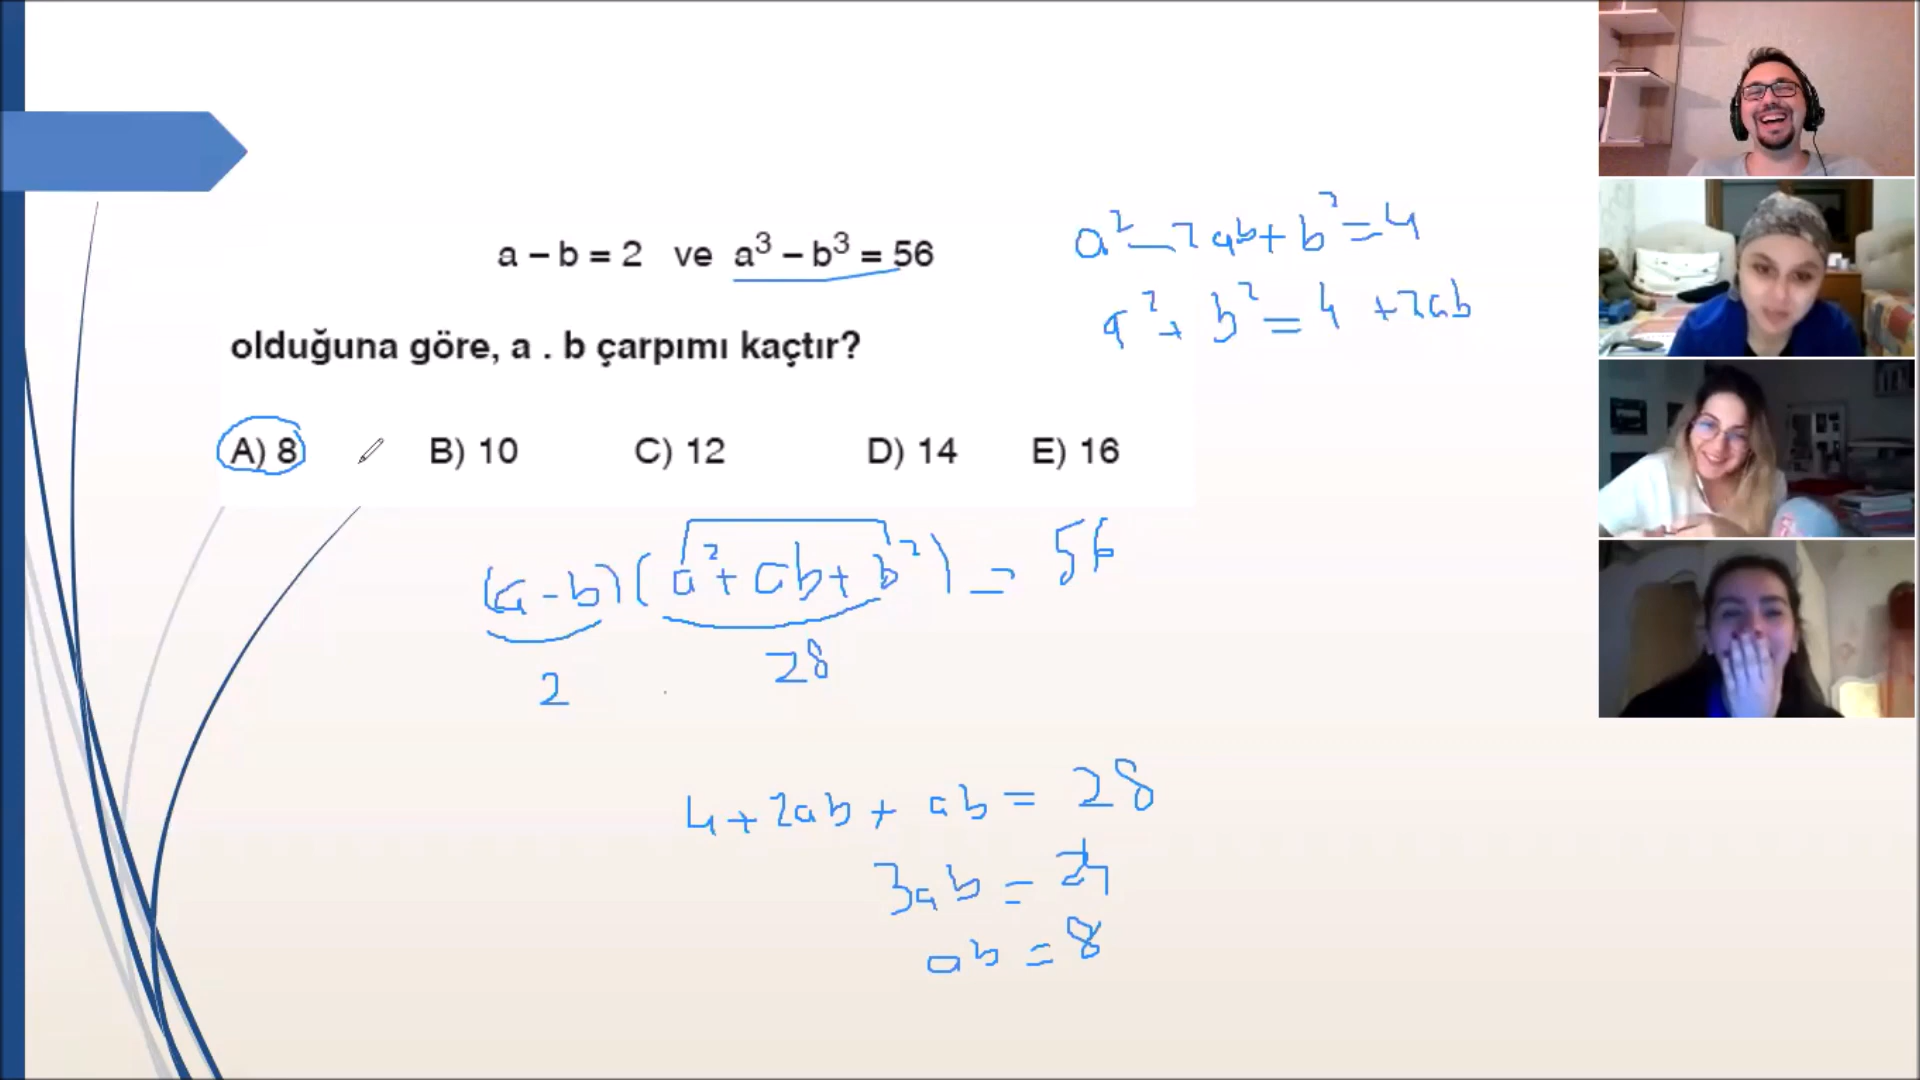 a – b = 2 ve a³ – b³ = 56
olduğuna göre, a . b çarpımı kaçtır?
A) 8 B) 10 C) 12 D) 14 E) 16
a² – 2ab + b² = 4
a² + b² = 4 + 2ab
(a - b) (a² + ab + b²) = 56
2 28
4 + 2ab + ab = 28
3ab = 24
ab = 8